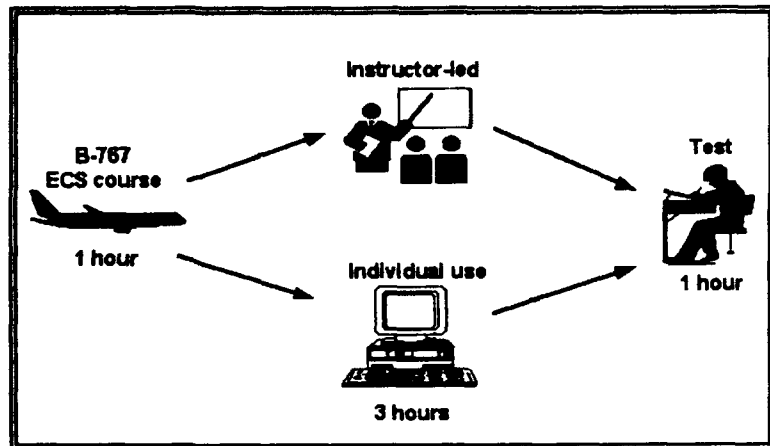 Instructor-led
B-767
ECS course
1 hour
Test
1 hour
Individual use
3 hours